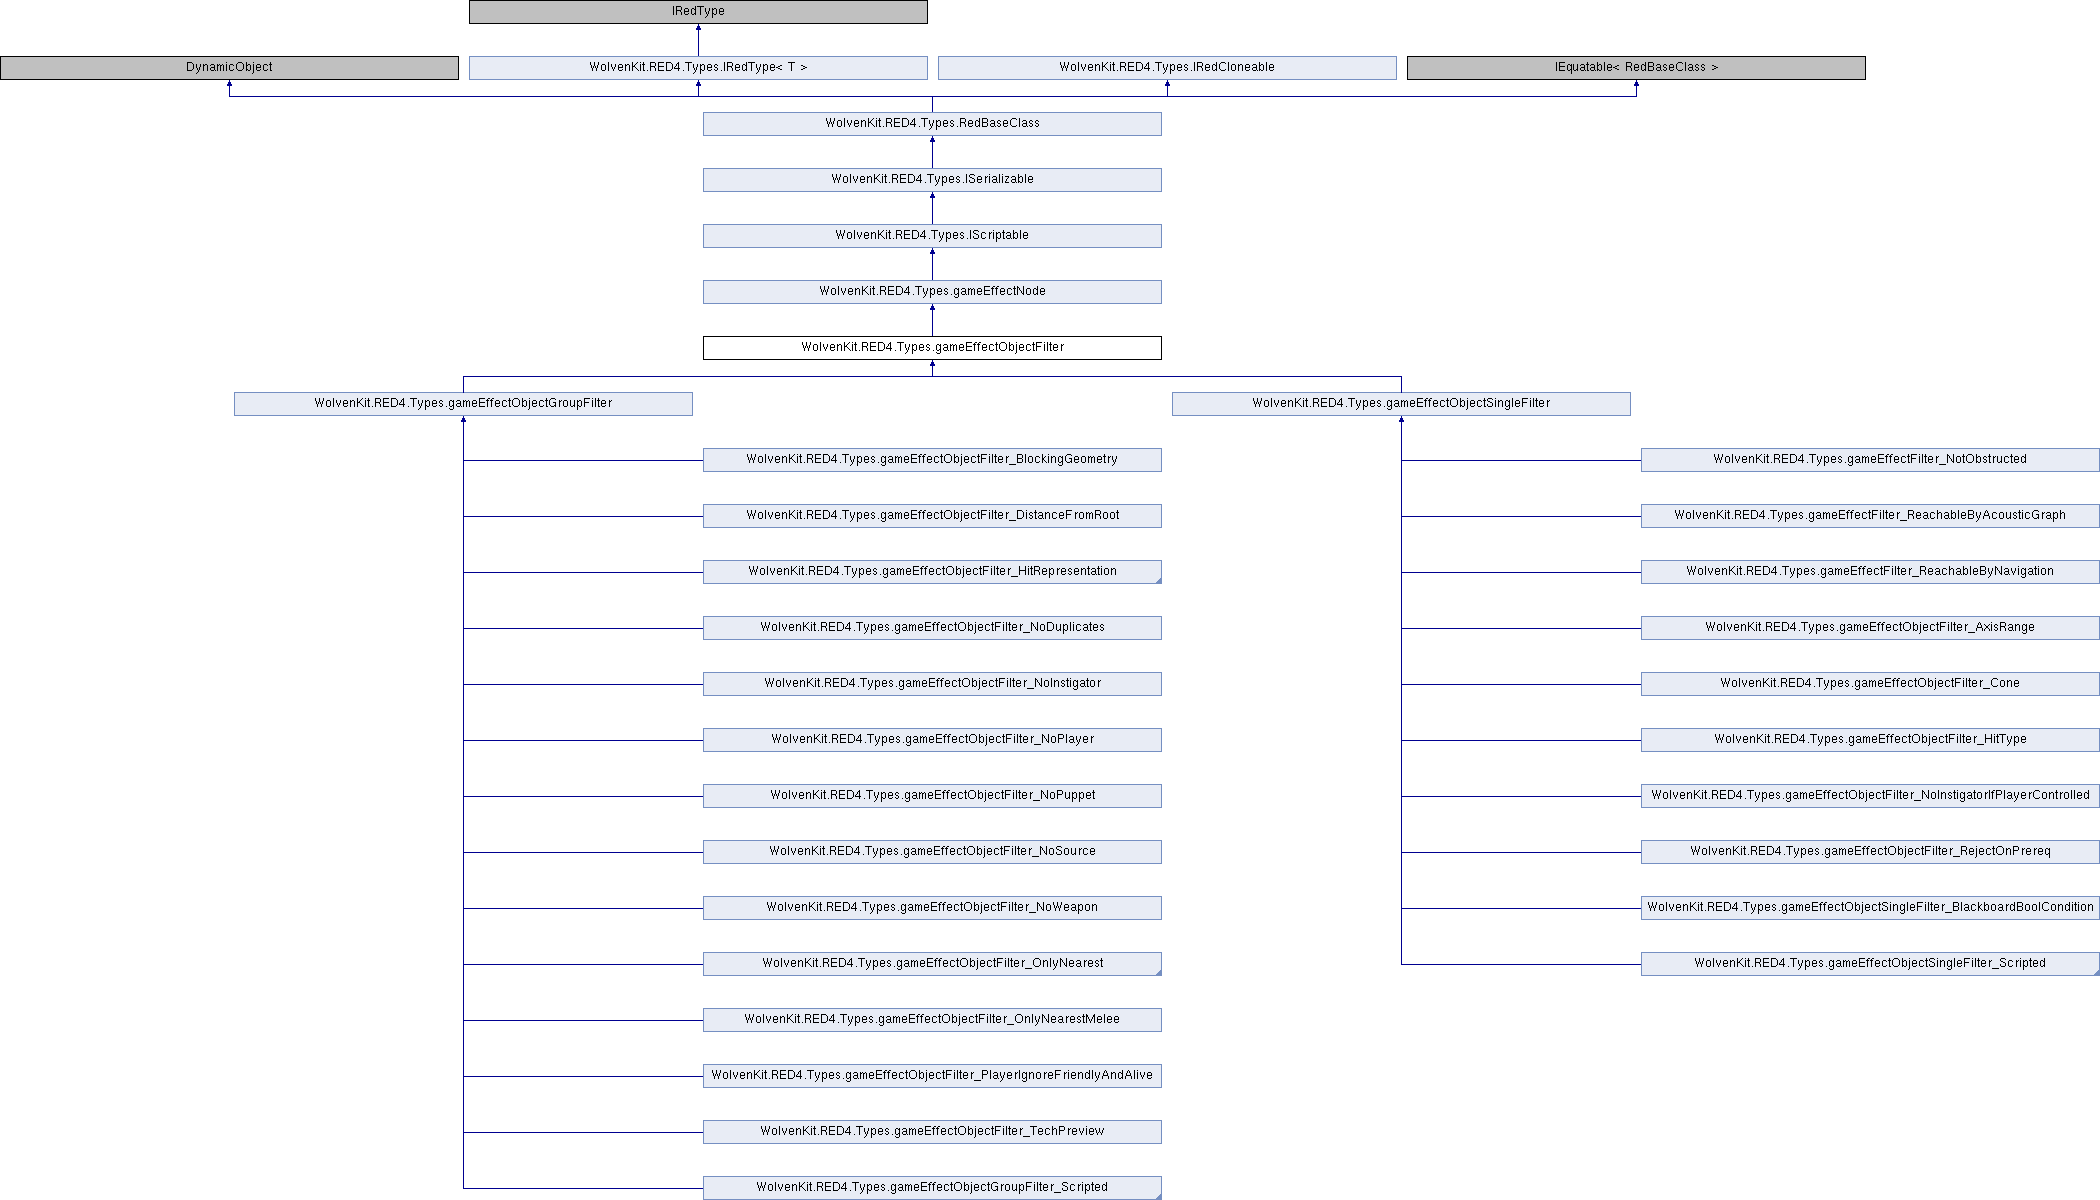 IRedType
DynamicObject
WolvenKit.RED4.Types.IRedType< T >
WolvenKit.RED4.Types.IRedCloneable
IEquatable< RedBaseClass >
WolvenKit.RED4.Types.RedBaseClass
WolvenKit.RED4.Types.ISerializable
WolvenKit.RED4.Types.IScriptable
WolvenKit.RED4.Types.gameEffectNode
WolvenKit.RED4.Types.gameEffectObjectFilter
WolvenKit.RED4.Types.gameEffectObjectGroupFilter
WolvenKit.RED4.Types.gameEffectObjectSingleFilter
WolvenKit.RED4.Types.gameEffectObjectFilter_BlockingGeometry
WolvenKit.RED4.Types.gameEffectFilter_NotObstructed
WolvenKit.RED4.Types.gameEffectObjectFilter_DistanceFromRoot
WolvenKit.RED4.Types.gameEffectFilter_ReachableByAcousticGraph
WolvenKit.RED4.Types.gameEffectObjectFilter_HitRepresentation
WolvenKit.RED4.Types.gameEffectFilter_ReachableByNavigation
WolvenKit.RED4.Types.gameEffectObjectFilter_NoDuplicates
WolvenKit.RED4.Types.gameEffectObjectFilter_AxisRange
WolvenKit.RED4.Types.gameEffectObjectFilter_NoInstigator
WolvenKit.RED4.Types.gameEffectObjectFilter_Cone
WolvenKit.RED4.Types.gameEffectObjectFilter_NoPlayer
WolvenKit.RED4.Types.gameEffectObjectFilter_HitType
WolvenKit.RED4.Types.gameEffectObjectFilter_NoPuppet
WolvenKit.RED4.Types.gameEffectObjectFilter_NoInstigatorIfPlayerControlled
WolvenKit.RED4.Types.gameEffectObjectFilter_NoSource
WolvenKit.RED4.Types.gameEffectObjectFilter_RejectOnPrereq
WolvenKit.RED4.Types.gameEffectObjectFilter_NoWeapon
WolvenKit.RED4.Types.gameEffectObjectSingleFilter_BlackboardBoolCondition
WolvenKit.RED4.Types.gameEffectObjectFilter_OnlyNearest
WolvenKit.RED4.Types.gameEffectObjectSingleFilter_Scripted
WolvenKit.RED4.Types.gameEffectObjectFilter_OnlyNearestMelee
WolvenKit.RED4.Types.gameEffectObjectFilter_PlayerIgnoreFriendlyAndAlive
WolvenKit.RED4.Types.gameEffectObjectFilter_TechPreview
WolvenKit.RED4.Types.gameEffectObjectGroupFilter_Scripted